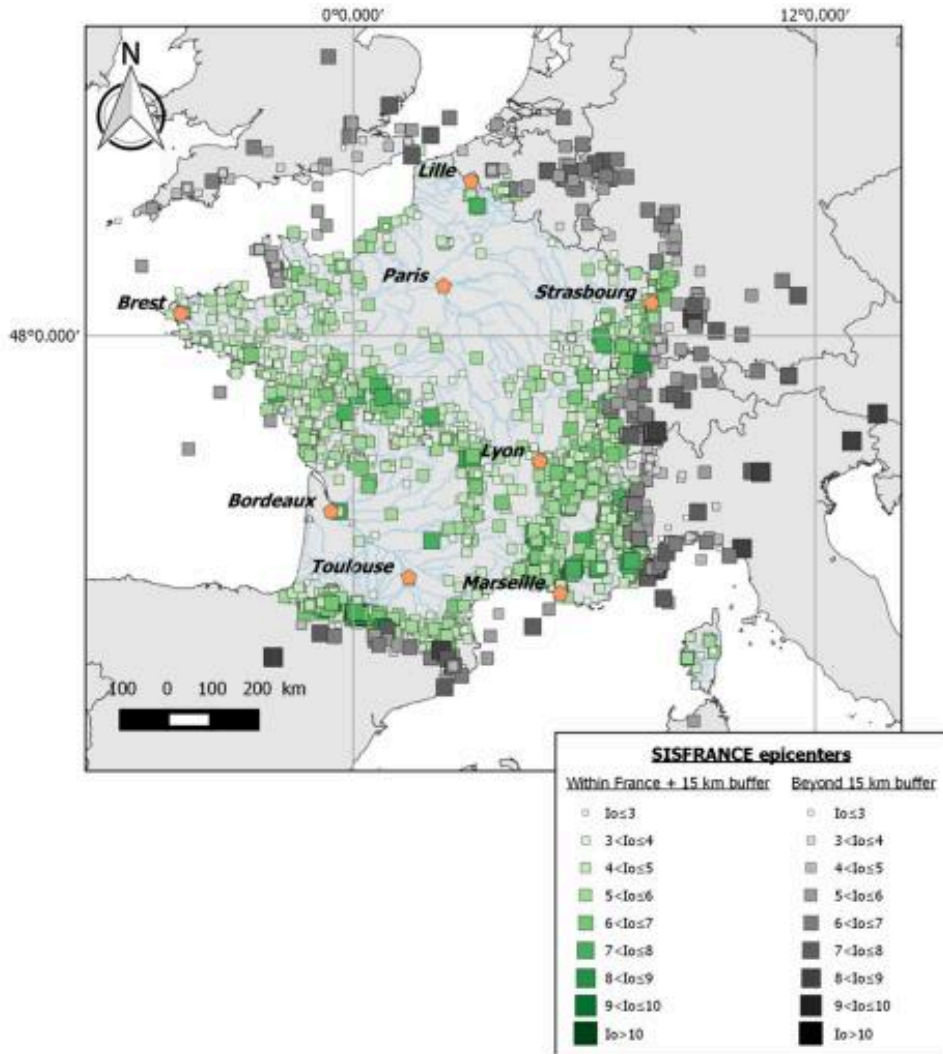 0°0.000'
12°0.000'
N
Lille
Paris
Strasbourg
Brest
48°0.000'
Lyon
Bordeaux
Toulouse
Marseille
100 0 100 200 km
SISFRANCE epicenters
Within France + 15 km buffer
Beyond 15 km buffer
Io≤3
Io≤3
3<Io≤4
3<Io≤4
4<Io≤5
4<Io≤5
5<Io≤6
5<Io≤6
6<Io≤7
6<Io≤7
7<Io≤8
7<Io≤8
8<Io≤9
8<Io≤9
9<Io≤10
9<Io≤10
Io>10
Io>10